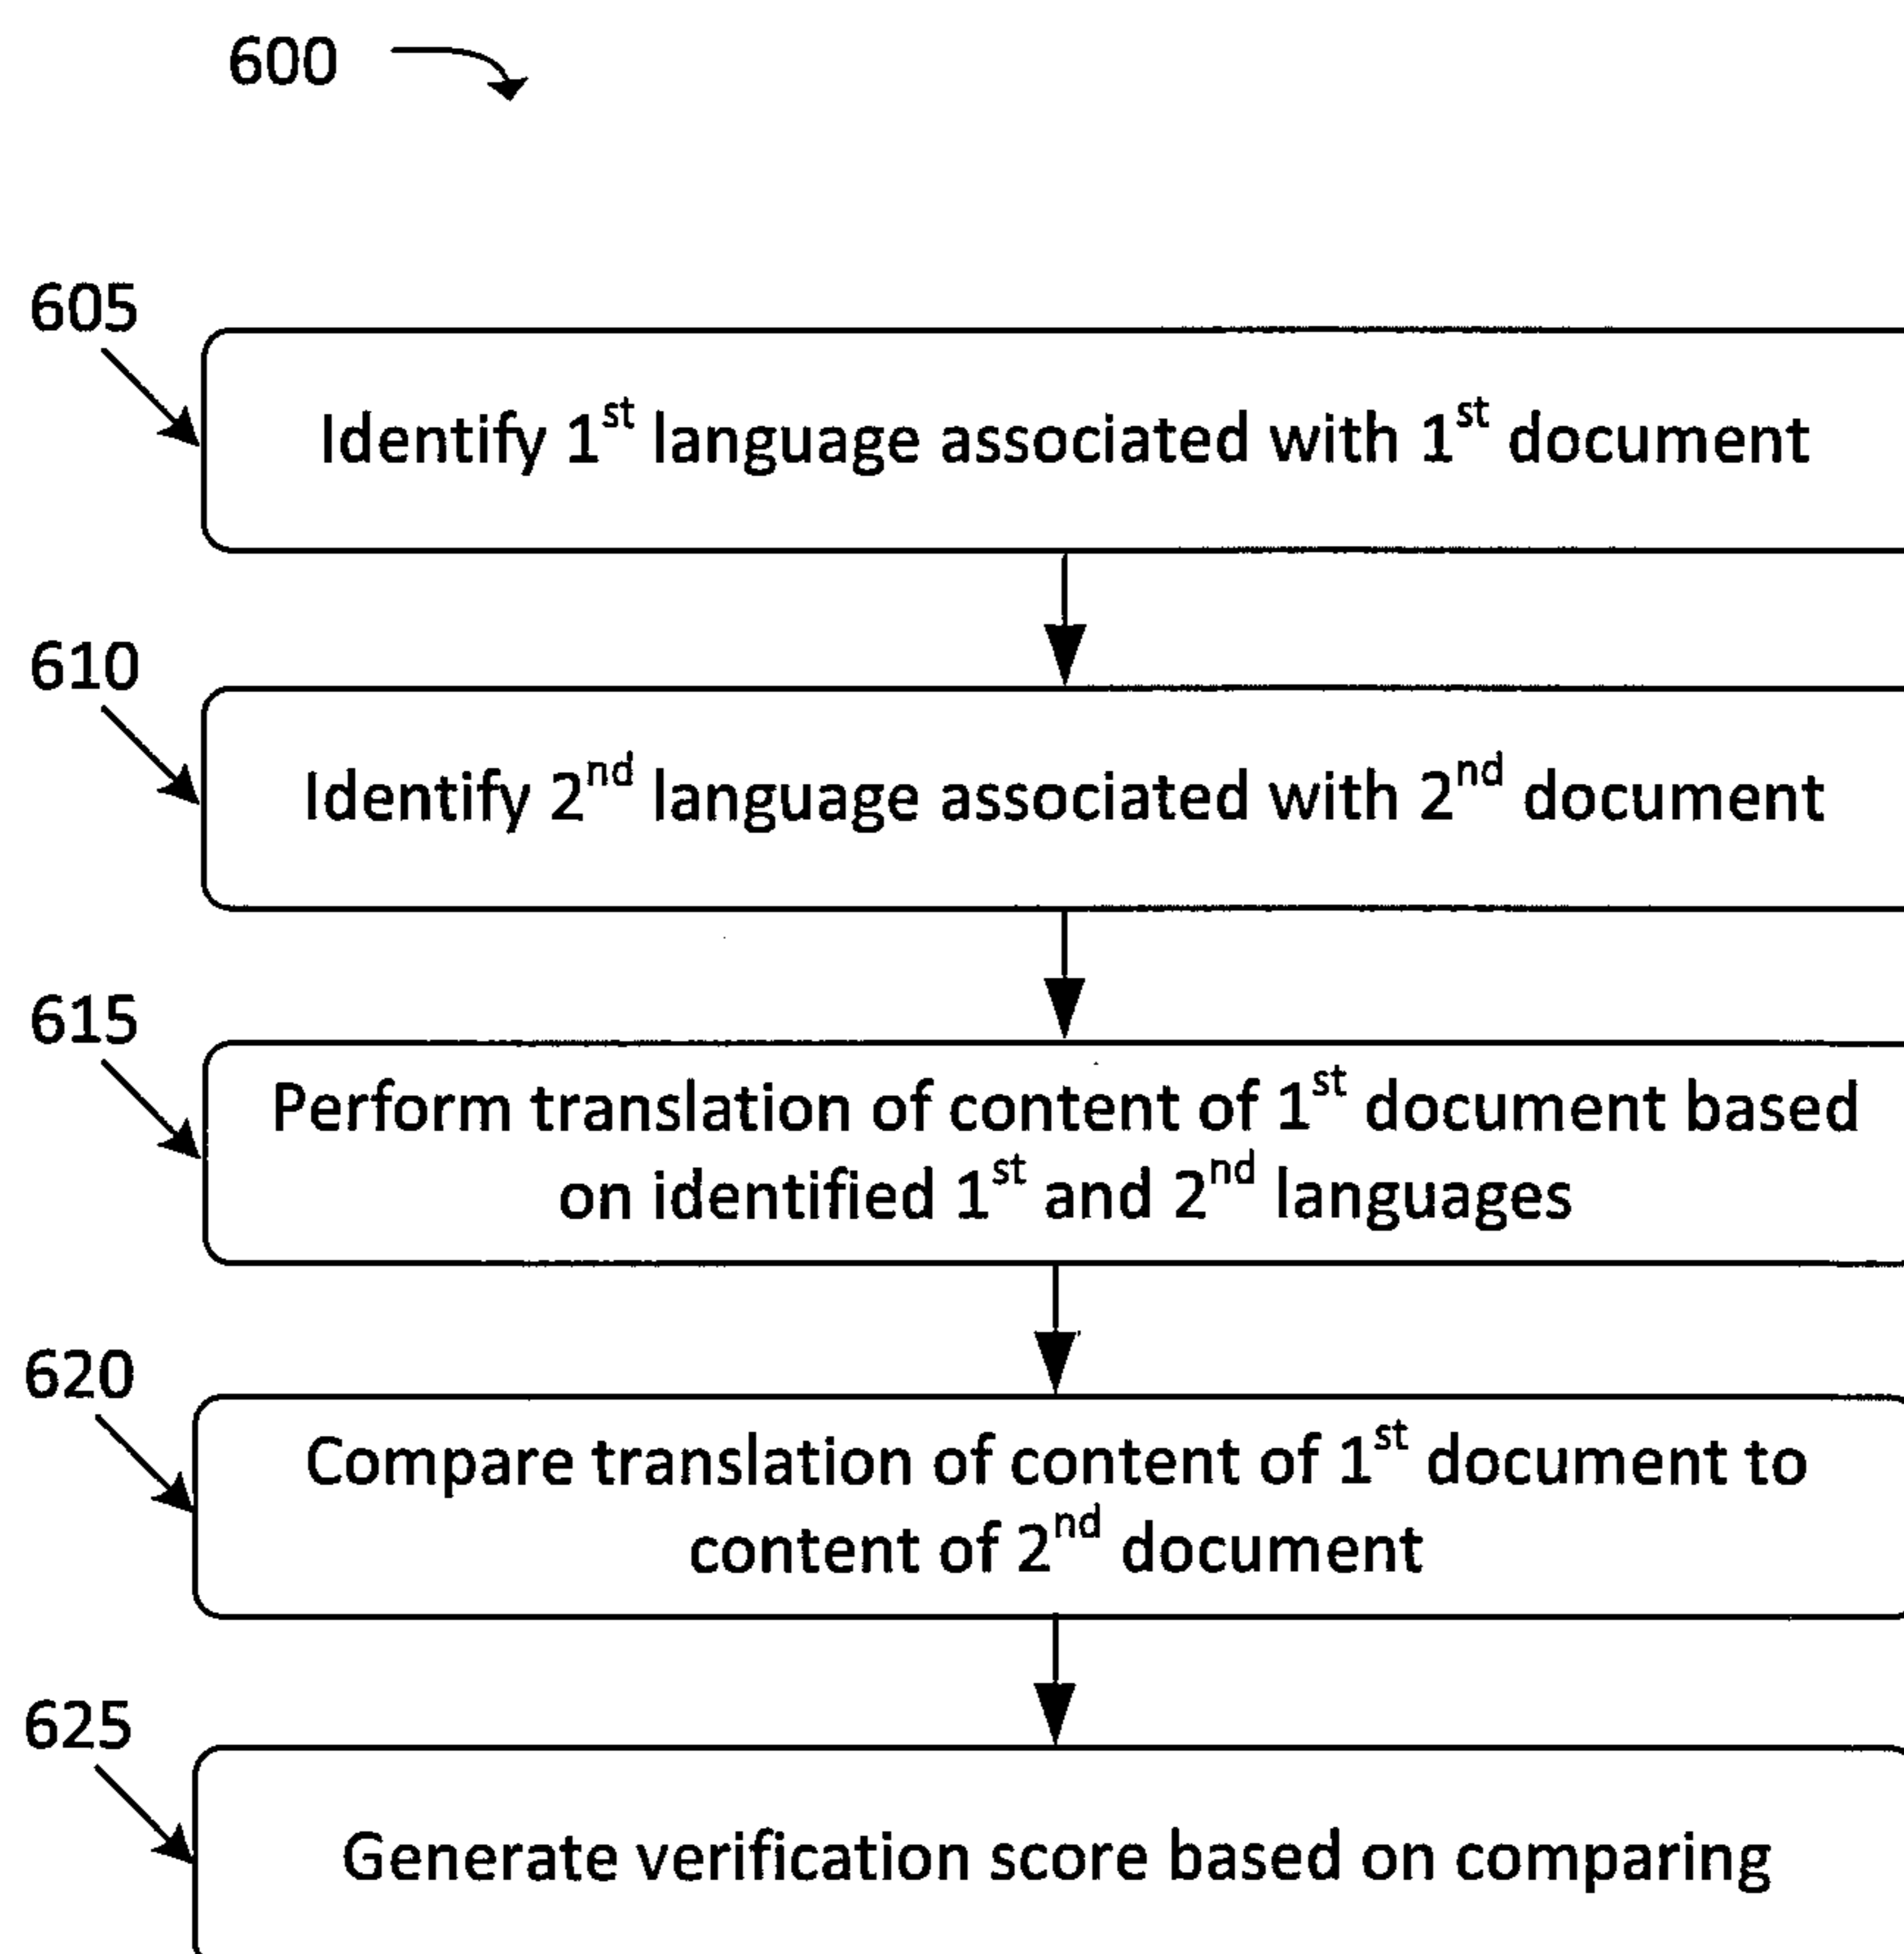 600
605
Identify 1st language associated with 1st document
610
Identify 2nd language associated with 2nd document
615
Perform translation of content of 1st document based
on identified 1st and 2nd languages
620
Compare translation of content of 1st document to
content of 2nd document
625
Generate verification score based on comparing